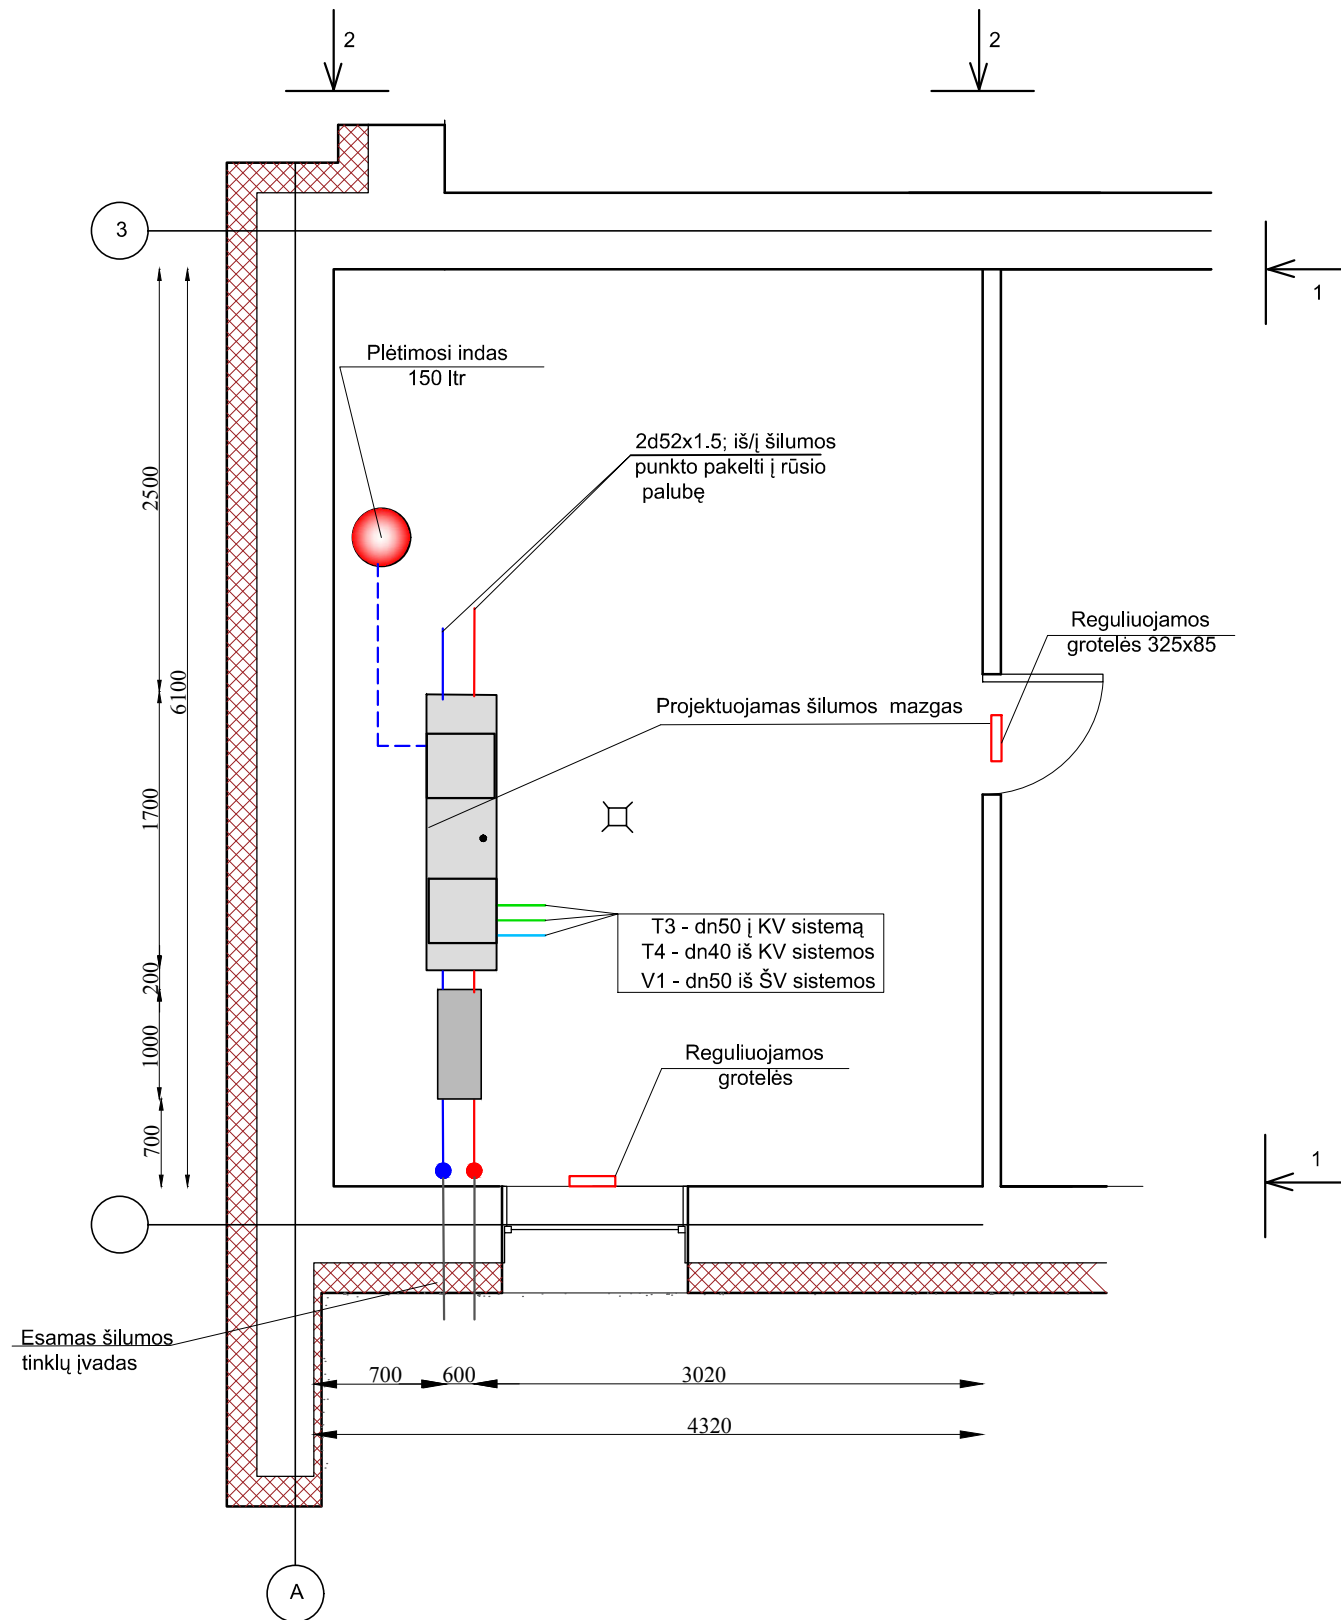 2
2
3
1
Plėtimosi indas
150 ltr
2d52x1.5; iš/į šilumos
punkto pakelti į rūsio
palubę
2500
6100
Reguliuojamos
grotelės 325x85
Projektuojamas šilumos mazgas
1700
T3 - dn50 į KV sistemą
T4 - dn40 iš KV sistemos
V1 - dn50 iš ŠV sistemos
200
1000
Reguliuojamos
grotelės
700
1
Esamas šilumos
tinklų įvadas
700
600
3020
4320
A